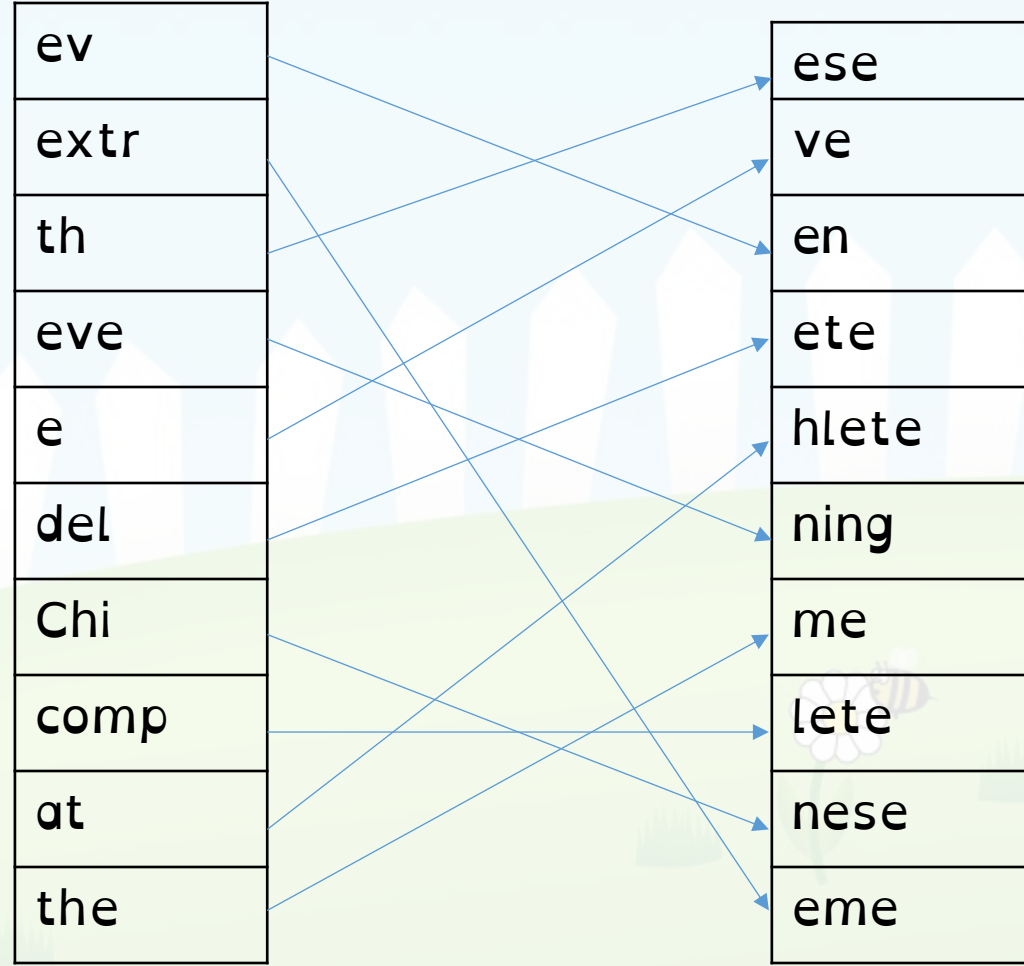 ev
extr
th
eve
e
del
Chi
comp
at
the
ese
ve
en
ete
hlete
ning
me
lete
nese
eme